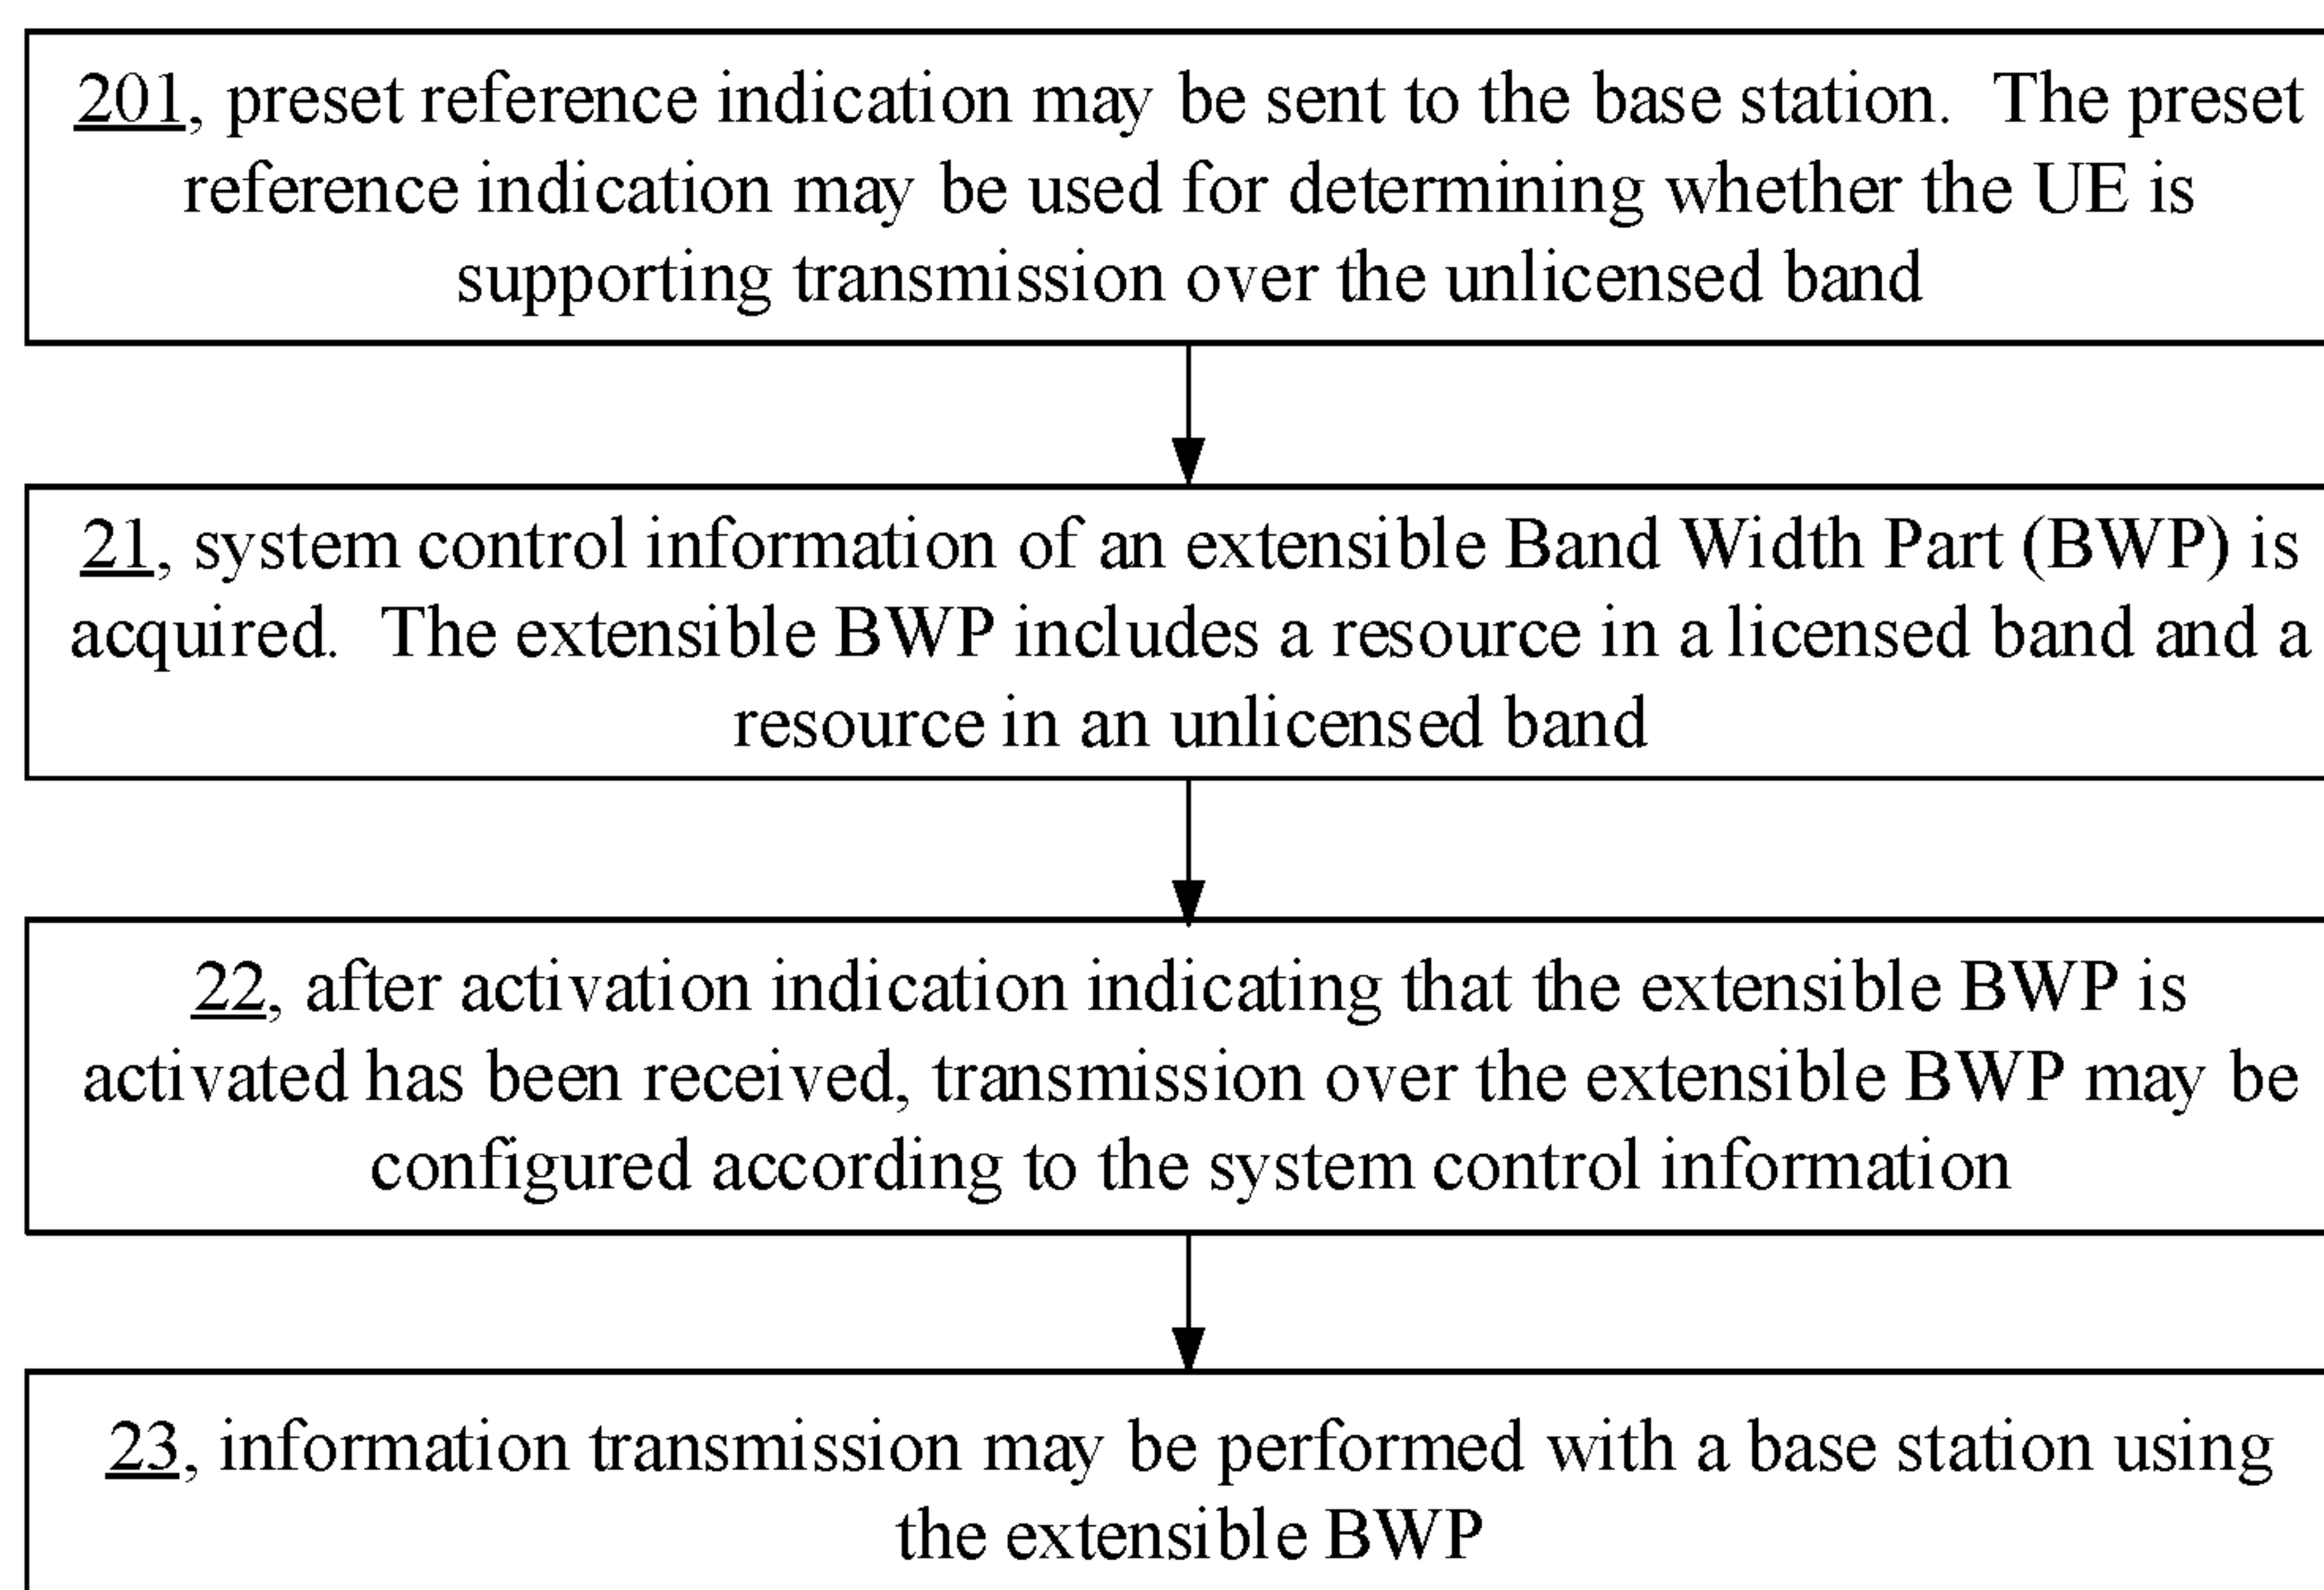 201, preset reference indication may be sent to the base station. The preset
reference indication may be used for determining whether the UE is
supporting transmission over the unlicensed band
21, system control information of an extensible Band Width Part (BWP) is
acquired. The extensible BWP includes a resource in a licensed band and a
resource in an unlicensed band
22, after activation indication indicating that the extensible BWP is
activated has been received, transmission over the extensible BWP may be
configured according to the system control information
23, information transmission may be performed with a base station using
the extensible BWP